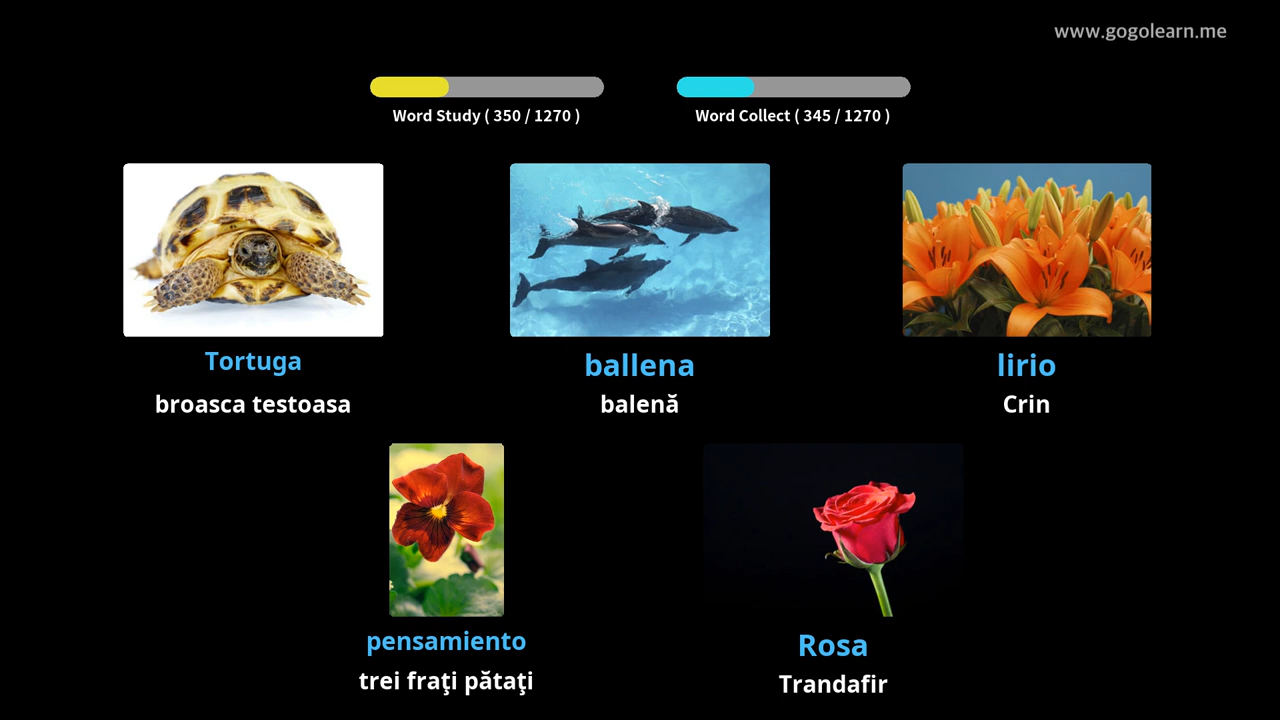 www.gogolearn.me
Word Study ( 350 / 1270 )
Word Collect ( 345 / 1270 )
Tortuga
broasca testoasa
ballena
balenă
lirio
Crin
pensamiento
trei fraţi pătaţi
Rosa
Trandafir